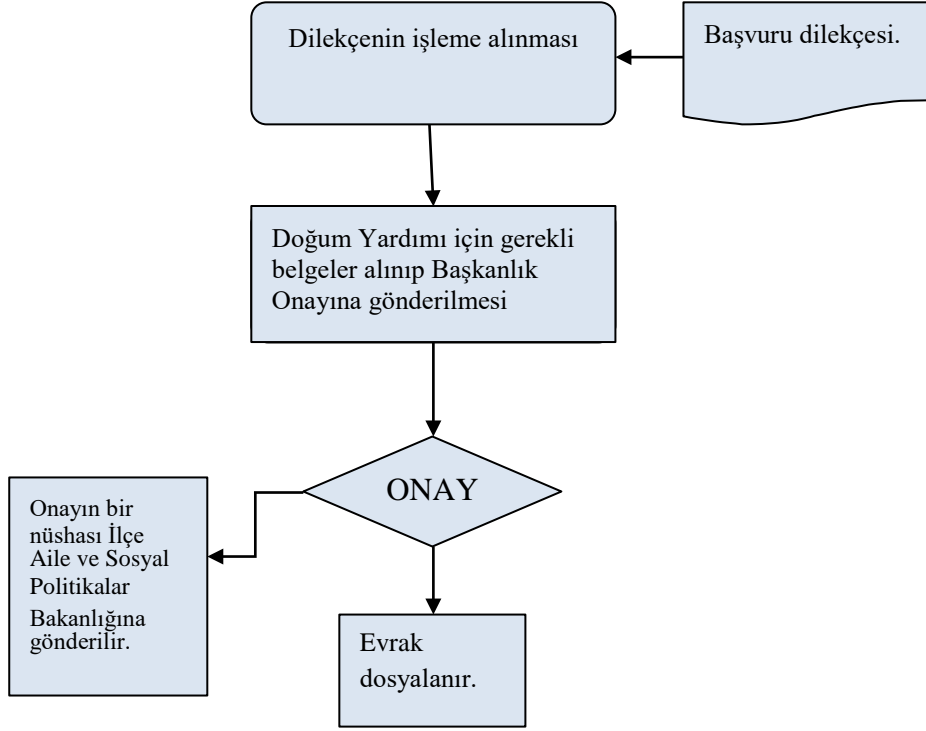 Dilekçenin işleme alınması
Başvuru dilekçesi.
Doğum Yardımı için gerekli
belgeler alınıp Başkanlık
Onayına gönderilmesi
ONAY
Onayın bir
nüshası İlçe
Aile ve Sosyal
Politikalar
Bakanlığına
gönderilir.
Evrak
dosyalanır.